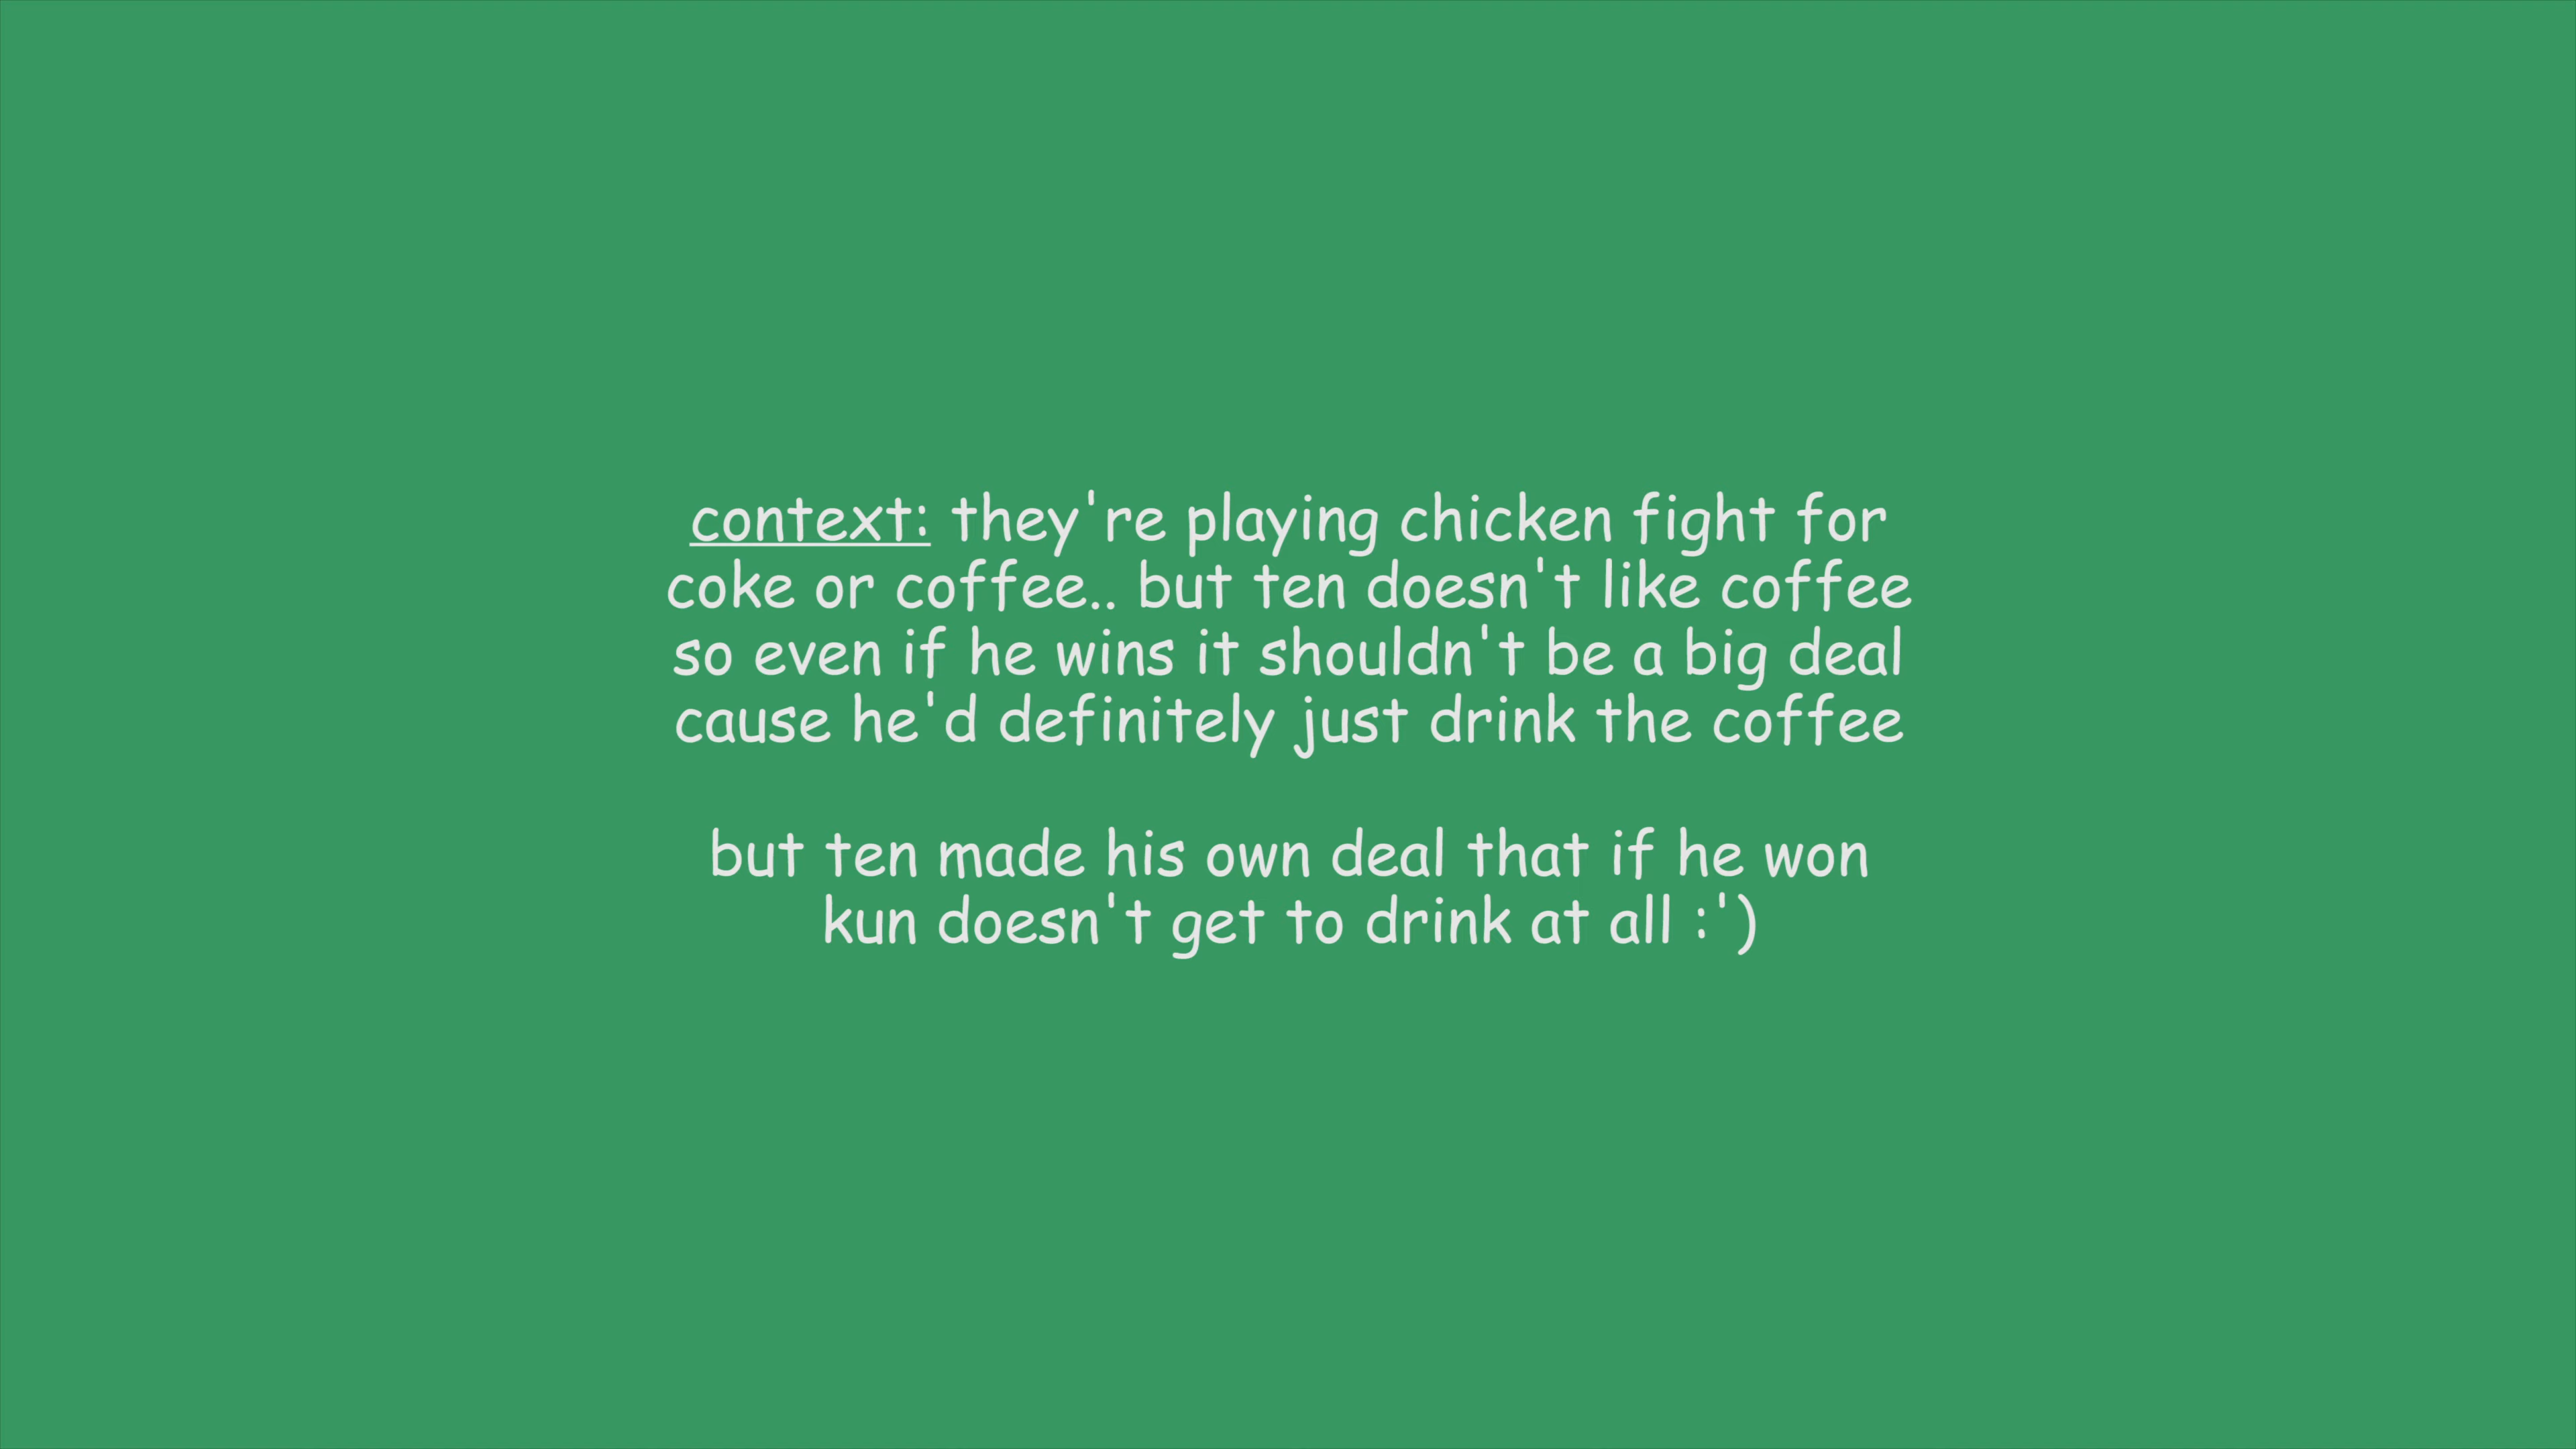 context: they're playing chicken fight for
coke or coffee.. but ten doesn't like coffee
so even if he wins it shouldn't be a big deal
cause he'd definitely just drink the coffee
but ten made his own deal that if he won
kun doesn't get to drink at all :')